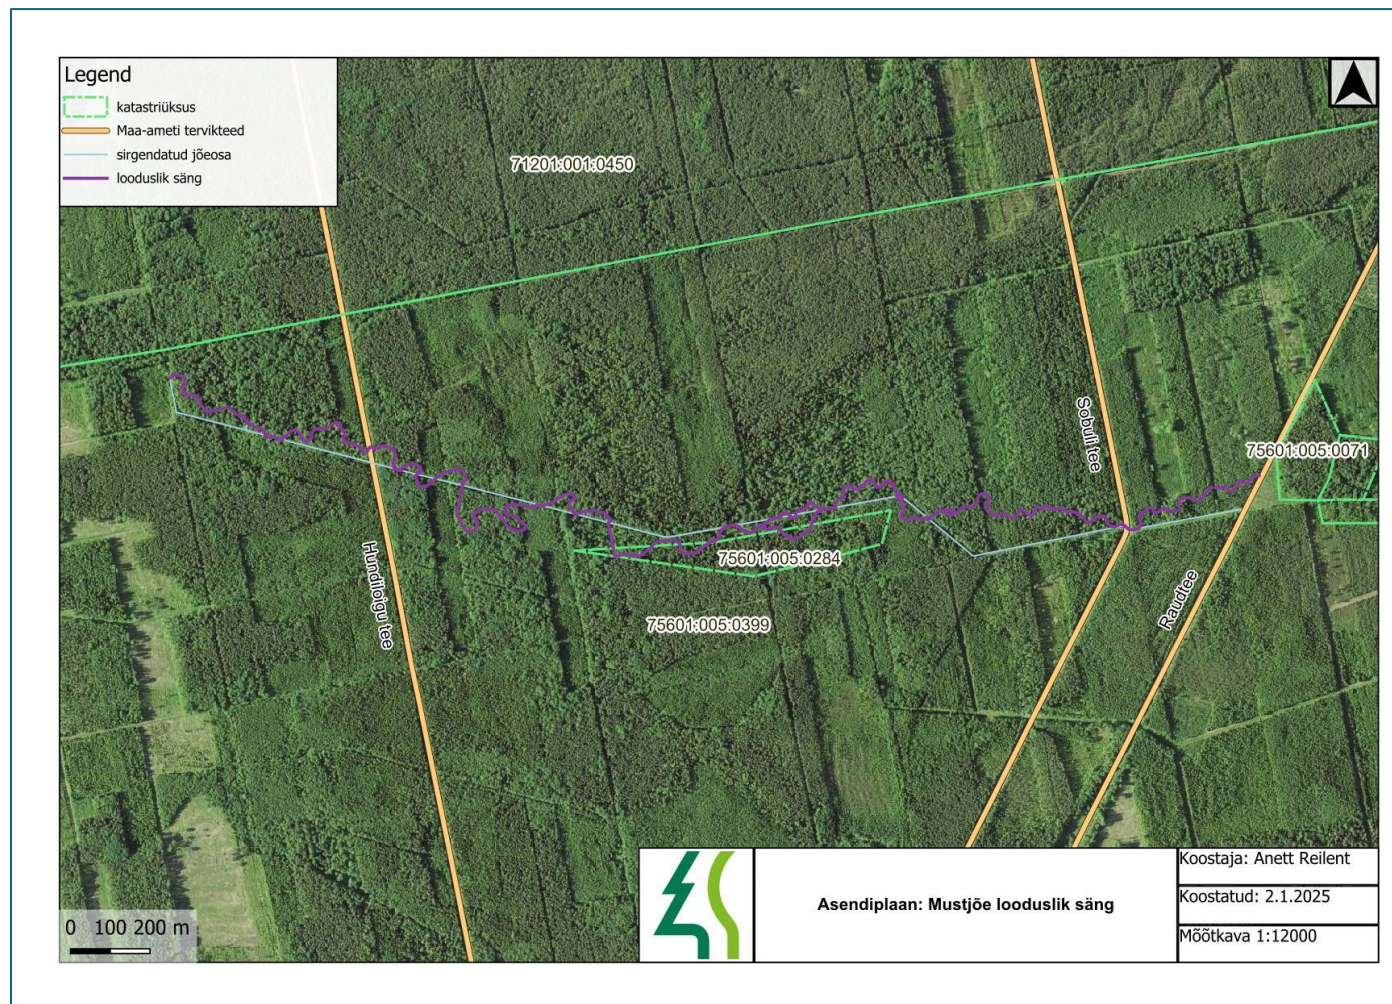 Legend
katastriüksus
Maa-ameti tervikteed
sirgendatud jõeosa
looduslik säng
71201:001:0450
Sobuli tee
75601:005:0071
75601:005:0284
Hundiloigu tee
Raudtee
75601:005:0399
0 100 200 m
Asendiplaan: Mustjõe looduslik säng
Koostaja: Anett Reilent
Koostatud: 2.1.2025
Mõõtkava 1:12000